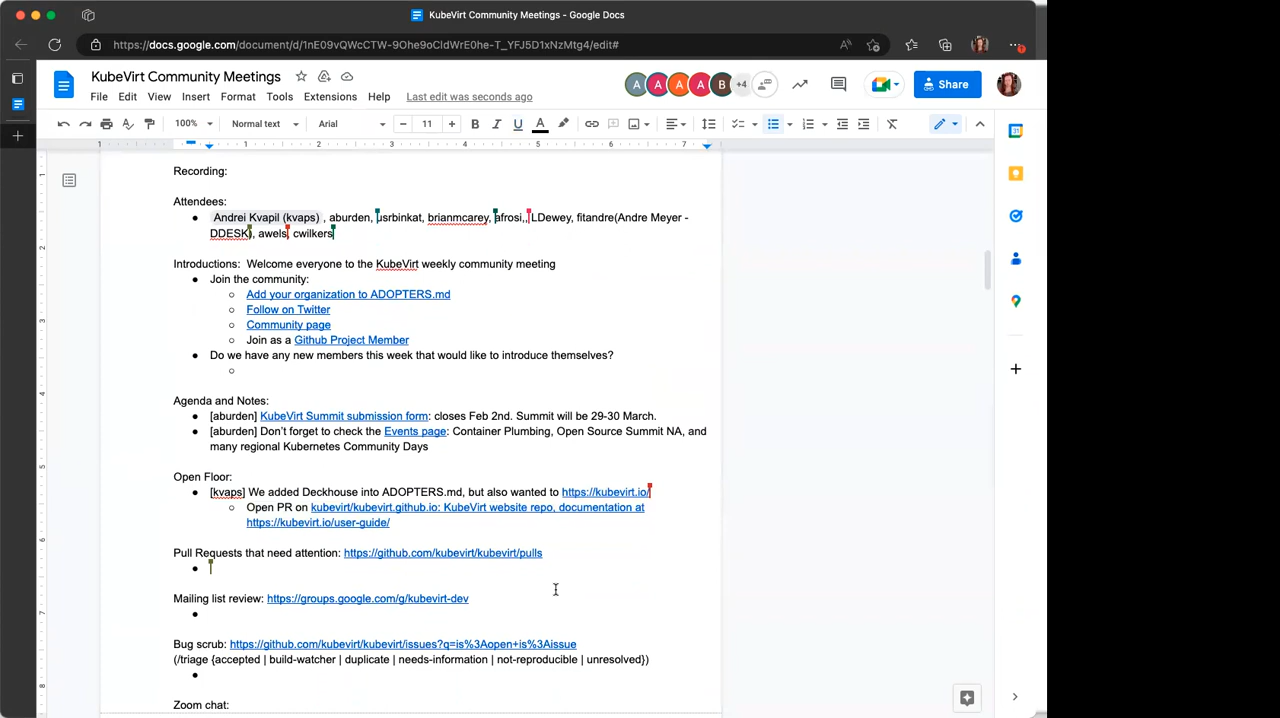 KubeVirt Community Meetings - Google Docs
https://docs.google.com/document/d/1nE09vQWcCTW-9Ohe9oCldWrE0he-T_YFJ5D1xNzMtg4/edit#
KubeVirt Community Meetings
A A A A B +4
Share
File Edit View Insert Format Tools Extensions Help Last edit was seconds ago
100% Normal text Arial 11
1 1 2 3 4 5 6 7
Recording:
Attendees:
Andrei Kvapil (kvaps) , aburden, usrbinkat, brianmcarey, afrosi,, LDewey, fitandre(Andre Meyer -
DDESK), awels, cwilkers
Introductions: Welcome everyone to the KubeVirt weekly community meeting
Join the community:
Add your organization to ADOPTERS.md
Follow on Twitter
Community page
Join as a Github Project Member
Do we have any new members this week that would like to introduce themselves?
Agenda and Notes:
[aburden] KubeVirt Summit submission form: closes Feb 2nd. Summit will be 29-30 March.
[aburden] Don't forget to check the Events page: Container Plumbing, Open Source Summit NA, and
many regional Kubernetes Community Days
Open Floor:
[kvaps] We added Deckhouse into ADOPTERS.md, but also wanted to https://kubevirt.io/
Open PR on kubevirt/kubevirt.github.io: KubeVirt website repo, documentation at
https://kubevirt.io/user-guide/
Pull Requests that need attention: https://github.com/kubevirt/kubevirt/pulls
Mailing list review: https://groups.google.com/g/kubevirt-dev
Bug scrub: https://github.com/kubevirt/kubevirt/issues?q=is%3Aopen+is%3Aissue
(/triage {accepted | build-watcher | duplicate | needs-information | not-reproducible | unresolved})
Zoom chat: